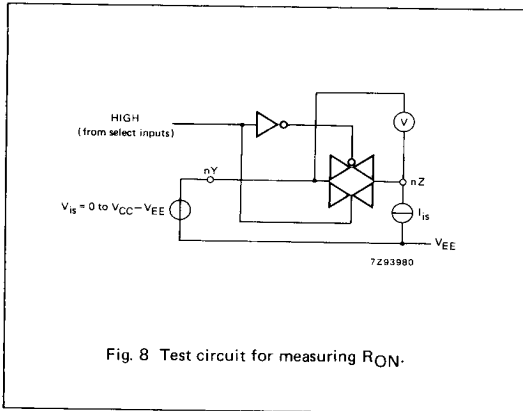 HIGH
(from select inputs)
nY
V
nZ
Vis = 0 to VCC–VEE
Iis
VEE
7Z93980
Fig. 8 Test circuit for measuring RON.